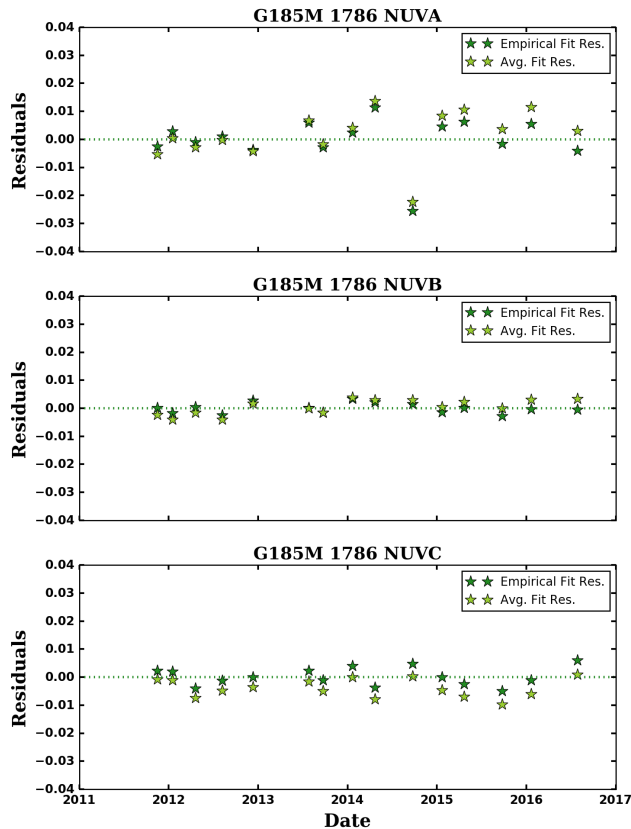 G185M 1786 NUVA
0.04
0.03
0.02
0.01
0.00
−0.01
−0.02
−0.03
−0.04
Residuals
Empirical Fit Res.
Avg. Fit Res.
G185M 1786 NUVB
0.04
0.03
0.02
0.01
0.00
−0.01
−0.02
−0.03
−0.04
Residuals
Empirical Fit Res.
Avg. Fit Res.
G185M 1786 NUVC
0.04
0.03
0.02
0.01
0.00
−0.01
−0.02
−0.03
−0.04
Residuals
Empirical Fit Res.
Avg. Fit Res.
2011 2012 2013 2014 2015 2016 2017
Date